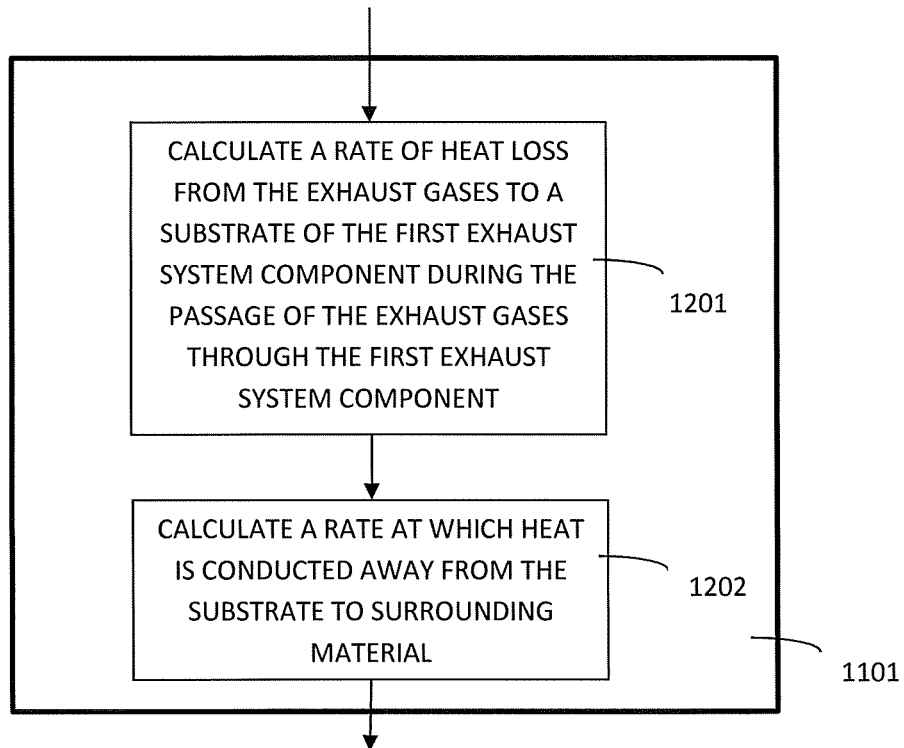 CALCULATE A RATE OF HEAT LOSS
FROM THE EXHAUST GASES TO A
SUBSTRATE OF THE FIRST EXHAUST
SYSTEM COMPONENT DURING THE
PASSAGE OF THE EXHAUST GASES
THROUGH THE FIRST EXHAUST
SYSTEM COMPONENT
1201
CALCULATE A RATE AT WHICH HEAT
IS CONDUCTED AWAY FROM THE
SUBSTRATE TO SURROUNDING
MATERIAL
1202
1101